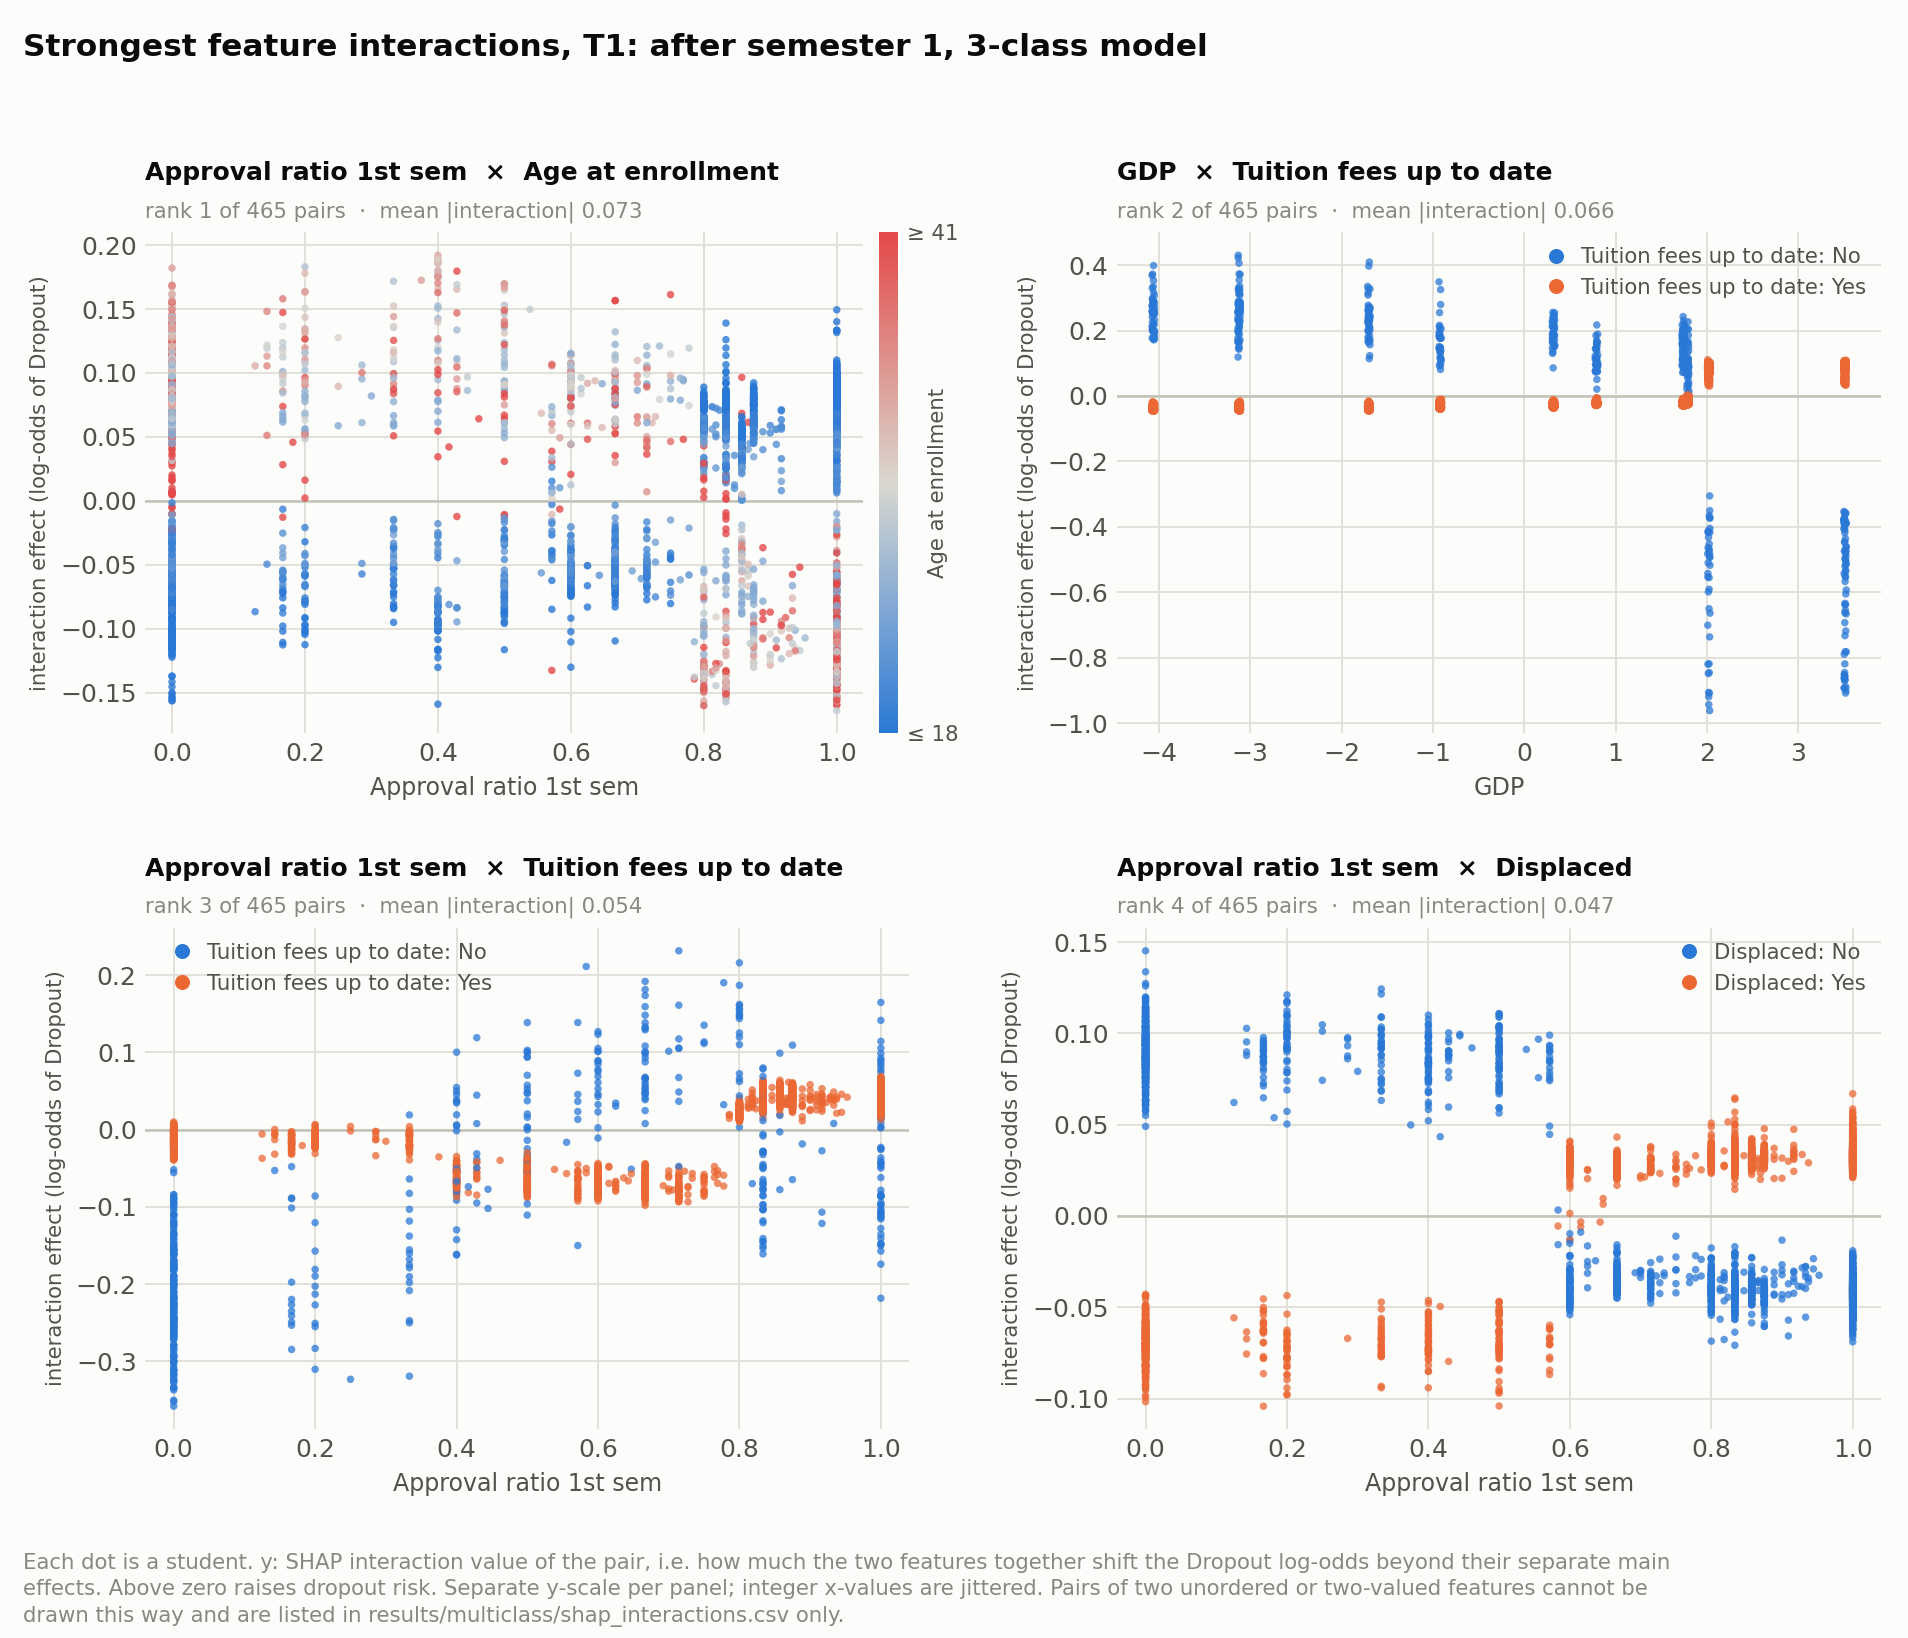 Strongest feature interactions, T1: after semester 1, 3-class model
Approval ratio 1st sem × Age at enrollment
rank 1 of 465 pairs · mean |interaction| 0.073
interaction effect (log-odds of Dropout)
0.20
0.15
0.10
0.05
0.00
−0.05
−0.10
−0.15
0.0 0.2 0.4 0.6 0.8 1.0
Approval ratio 1st sem
≥ 41
Age at enrollment
≤ 18
GDP × Tuition fees up to date
rank 2 of 465 pairs · mean |interaction| 0.066
Tuition fees up to date: No
Tuition fees up to date: Yes
interaction effect (log-odds of Dropout)
0.4
0.2
0.0
−0.2
−0.4
−0.6
−0.8
−1.0
−4 −3 −2 −1 0 1 2 3
GDP
Approval ratio 1st sem × Tuition fees up to date
rank 3 of 465 pairs · mean |interaction| 0.054
Tuition fees up to date: No
Tuition fees up to date: Yes
interaction effect (log-odds of Dropout)
0.2
0.1
0.0
−0.1
−0.2
−0.3
0.0 0.2 0.4 0.6 0.8 1.0
Approval ratio 1st sem
Approval ratio 1st sem × Displaced
rank 4 of 465 pairs · mean |interaction| 0.047
Displaced: No
Displaced: Yes
interaction effect (log-odds of Dropout)
0.15
0.10
0.05
0.00
−0.05
−0.10
0.0 0.2 0.4 0.6 0.8 1.0
Approval ratio 1st sem
Each dot is a student. y: SHAP interaction value of the pair, i.e. how much the two features together shift the Dropout log-odds beyond their separate main
effects. Above zero raises dropout risk. Separate y-scale per panel; integer x-values are jittered. Pairs of two unordered or two-valued features cannot be
drawn this way and are listed in results/multiclass/shap_interactions.csv only.